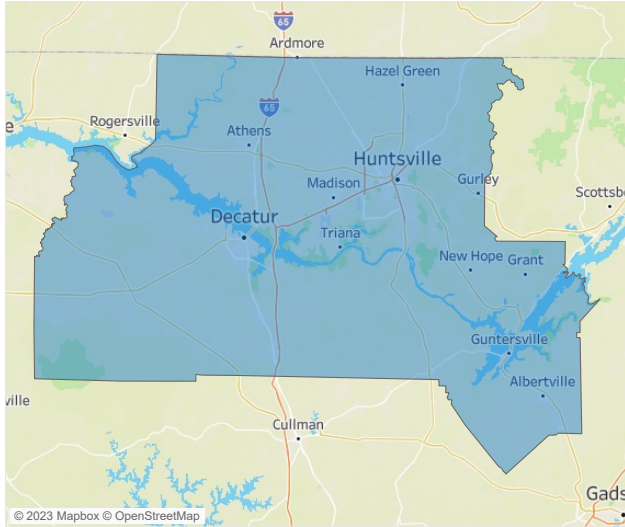 65
Ardmore
Hazel Green
65
Rogersville
Athens
e
Huntsville
Madison
Gurley
Scottsb
Decatur
Triana
New Hope
Grant
Guntersville
Albertville
ville
Cullman
Gads
© 2023 Mapbox © OpenStreetMap